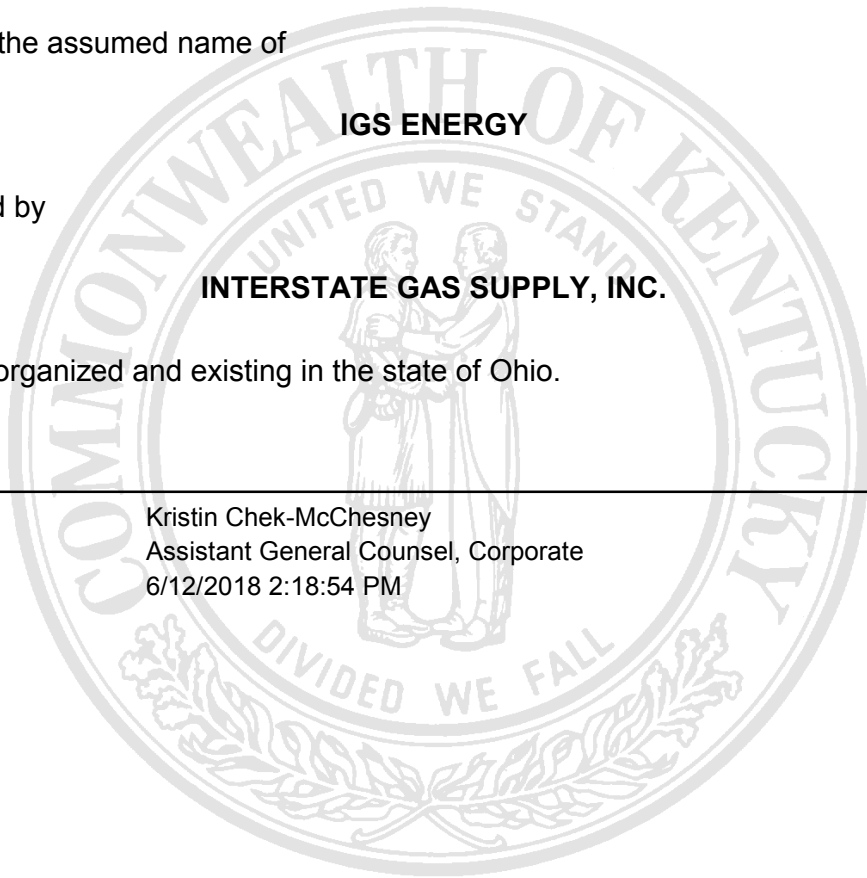 the assumed name of
IGS ENERGY
d by
INTERSTATE GAS SUPPLY, INC.
organized and existing in the state of Ohio.
Kristin Chek-McChesney
Assistant General Counsel, Corporate
6/12/2018 2:18:54 PM
COMMONWEALTH OF KENTUCKY
UNITED WE STAND
DIVIDED WE FALL